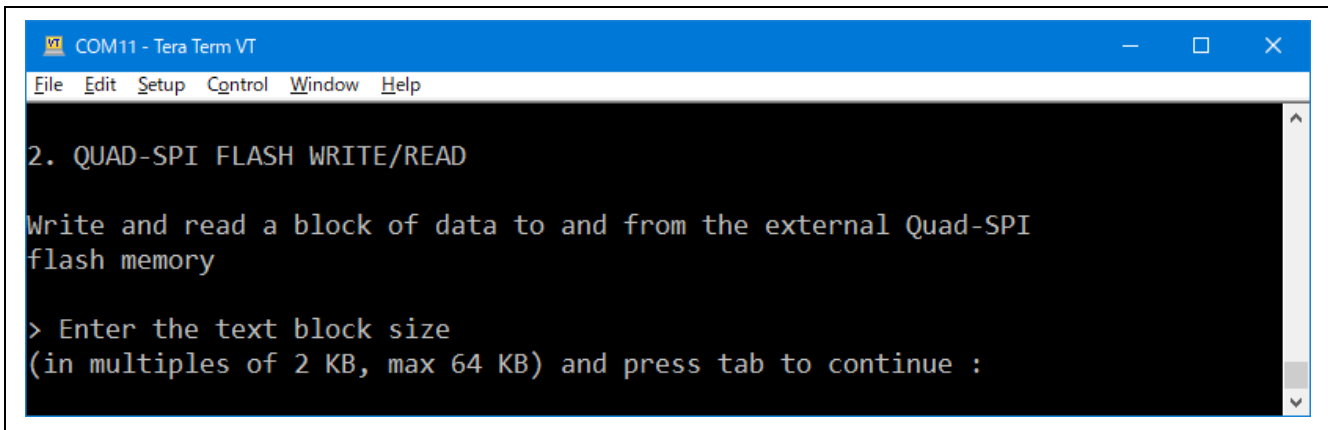 COM11 - Tera Term VT
File Edit Setup Control Window Help
2. QUAD-SPI FLASH WRITE/READ
Write and read a block of data to and from the external Quad-SPI
flash memory
> Enter the text block size
(in multiples of 2 KB, max 64 KB) and press tab to continue :